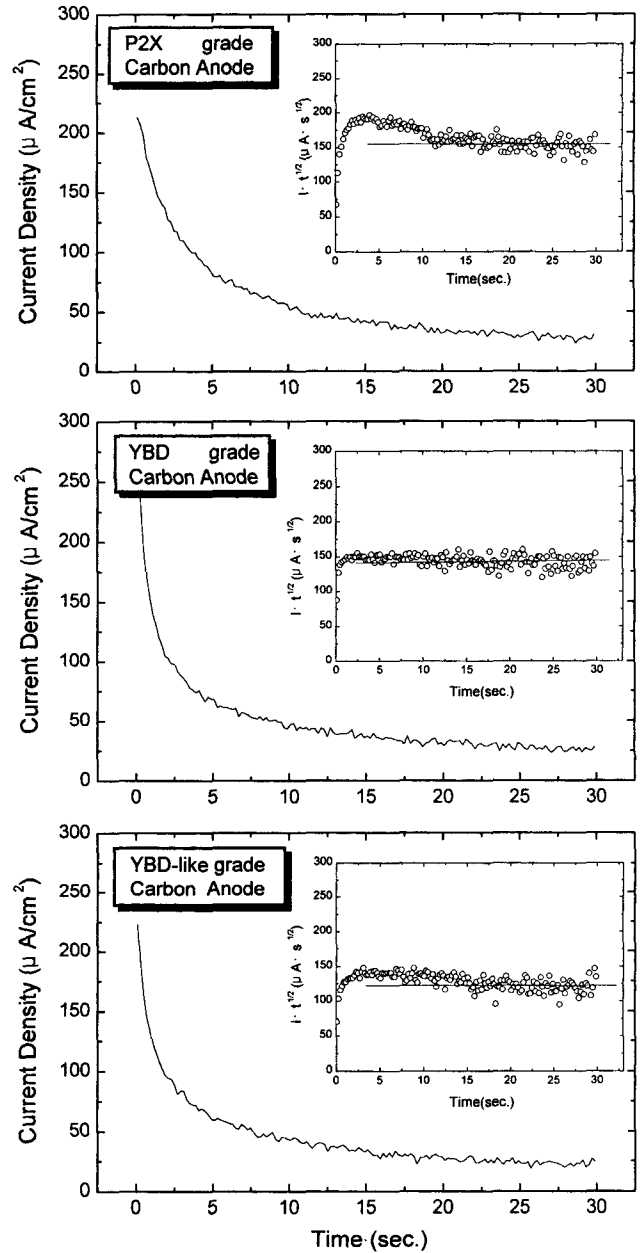 P2X grade
Carbon Anode
Current Density (μ A/cm²)
300
250
200
150
100
50
0
0 5 10 15 20 25 30
I· t^1/2 (μ A· s^1/2)
300
250
200
150
100
50
0
0 5 10 15 20 25 30
Time(sec.)
YBD grade
Carbon Anode
Current Density (μ A/cm²)
300
250
200
150
100
50
0
0 5 10 15 20 25 30
I· t^1/2 (μ A· s^1/2)
300
250
200
150
100
50
0
0 5 10 15 20 25 30
Time(sec.)
YBD-like grade
Carbon Anode
Current Density (μ A/cm²)
300
250
200
150
100
50
0
0 5 10 15 20 25 30
I· t^1/2 (μ A· s^1/2)
300
250
200
150
100
50
0
0 5 10 15 20 25 30
Time(sec.)
Time (sec.)